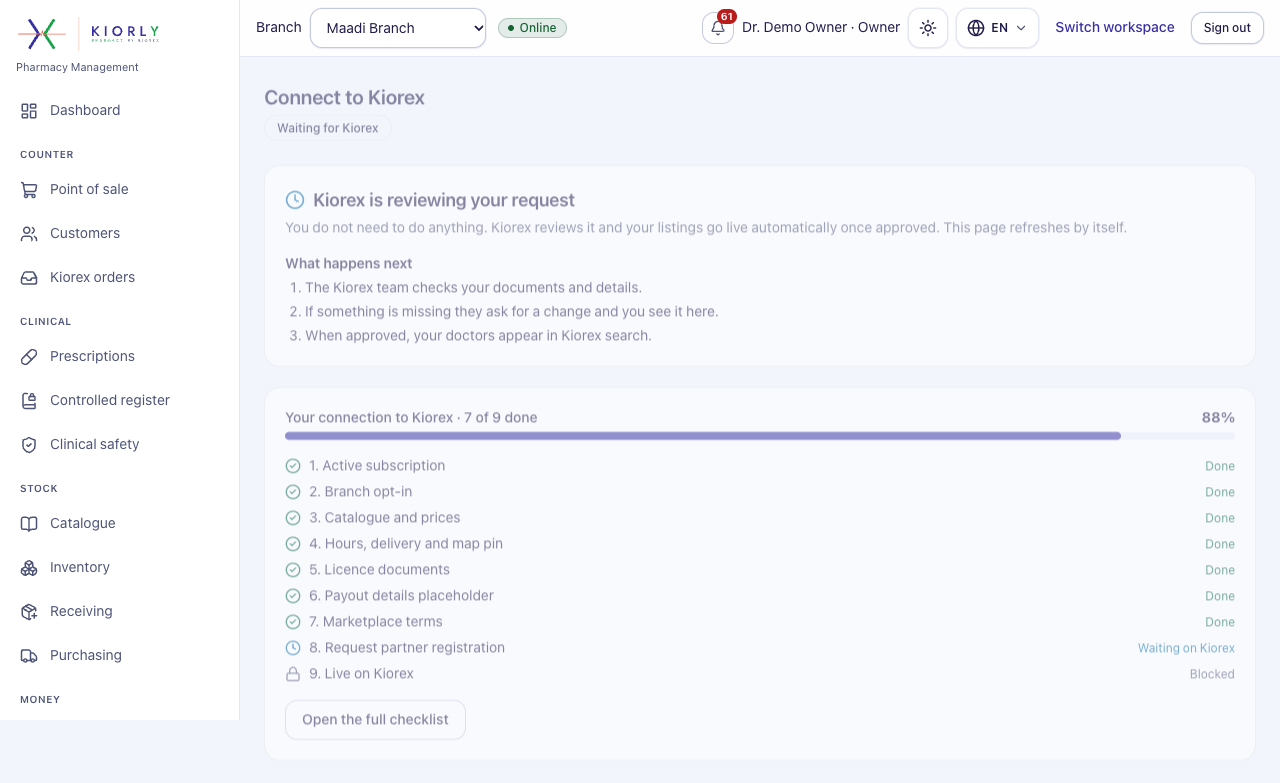 KIORLY
PHARMACY BY KIOREX
Pharmacy Management
Dashboard
COUNTER
Point of sale
Customers
Kiorex orders
CLINICAL
Prescriptions
Controlled register
Clinical safety
STOCK
Catalogue
Inventory
Receiving
Purchasing
MONEY
Branch
Maadi Branch
Online
61
Dr. Demo Owner · Owner
EN
Switch workspace
Sign out
Connect to Kiorex
Waiting for Kiorex
Kiorex is reviewing your request
You do not need to do anything. Kiorex reviews it and your listings go live automatically once approved. This page refreshes by itself.
What happens next
1. The Kiorex team checks your documents and details.
2. If something is missing they ask for a change and you see it here.
3. When approved, your doctors appear in Kiorex search.
Your connection to Kiorex · 7 of 9 done 88%
1. Active subscription Done
2. Branch opt-in Done
3. Catalogue and prices Done
4. Hours, delivery and map pin Done
5. Licence documents Done
6. Payout details placeholder Done
7. Marketplace terms Done
8. Request partner registration Waiting on Kiorex
9. Live on Kiorex Blocked
Open the full checklist